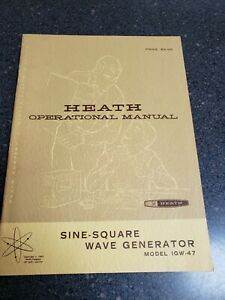 HEATH
OPERATIONAL MANUAL
HEATH
SINE-SQUARE
WAVE GENERATOR
MODEL IGW-47